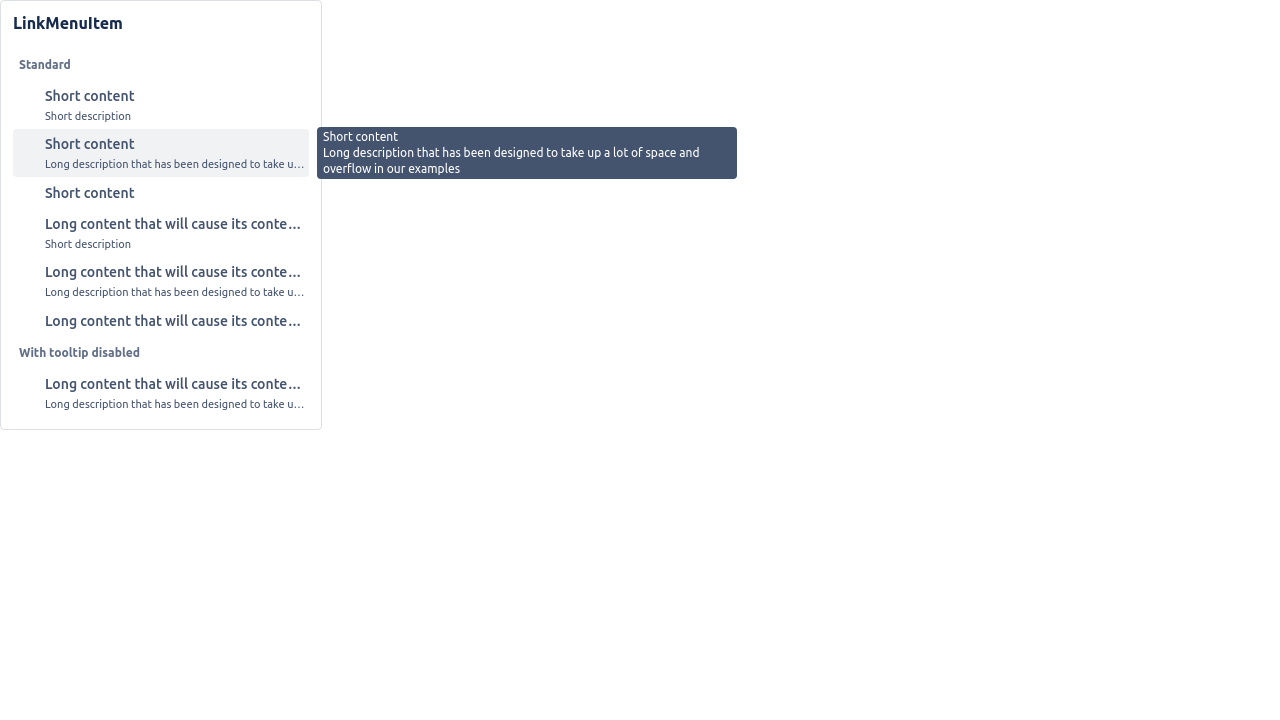 LinkMenuItem
Standard
Short content
Short description
Short content
Long description that has been designed to take u…
Short content
Long description that has been designed to take up a lot of space and
overflow in our examples
Short content
Long content that will cause its conte…
Short description
Long content that will cause its conte…
Long description that has been designed to take u…
Long content that will cause its conte…
With tooltip disabled
Long content that will cause its conte…
Long description that has been designed to take u…